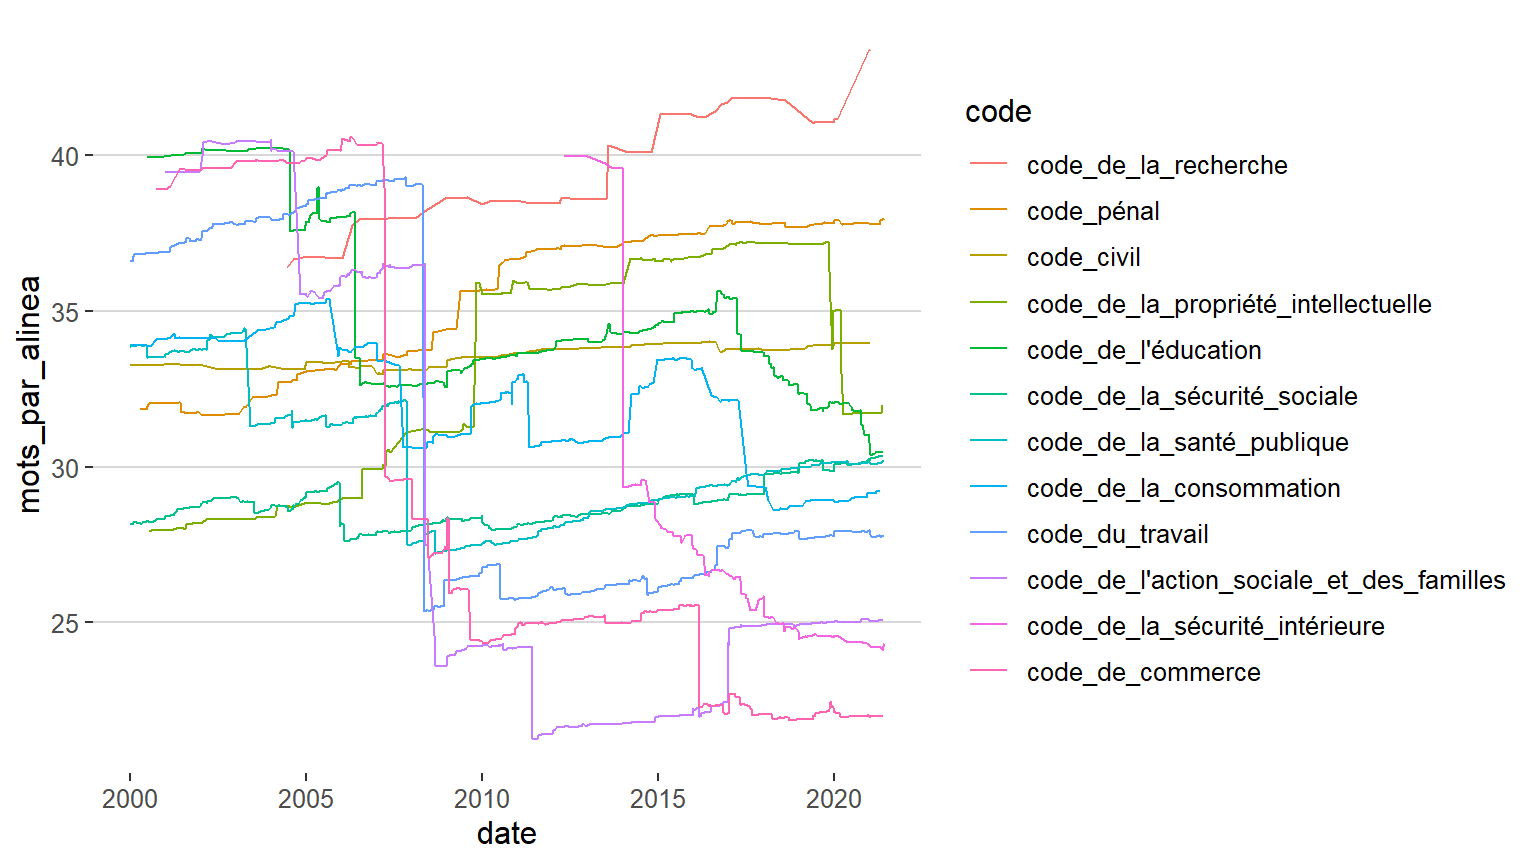 mots_par_alinea
40
35
30
25
2000
2005
2010
2015
2020
date
code
code_de_la_recherche
code_pénal
code_civil
code_de_la_propriété_intellectuelle
code_de_l'éducation
code_de_la_sécurité_sociale
code_de_la_santé_publique
code_de_la_consommation
code_du_travail
code_de_l'action_sociale_et_des_familles
code_de_la_sécurité_intérieure
code_de_commerce